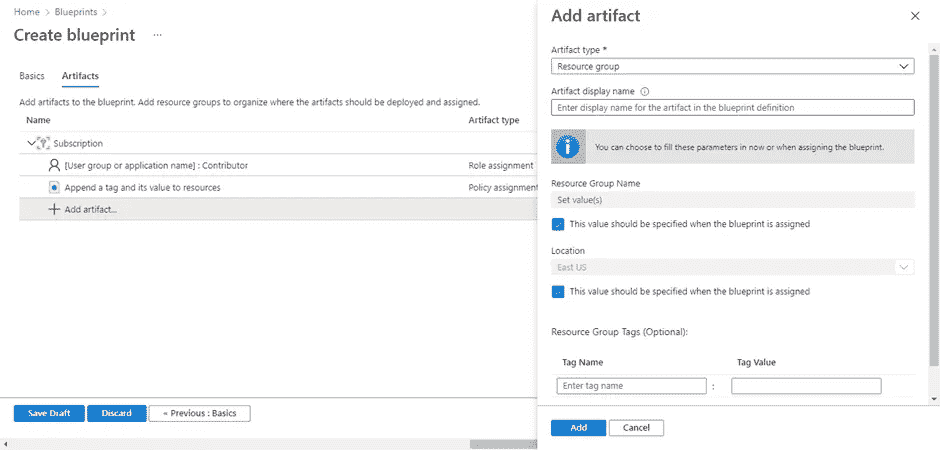 Home > Blueprints >
Create blueprint ...
Basics Artifacts
Add artifacts to the blueprint. Add resource groups to organize where the artifacts should be deployed and assigned.
Name Artifact type
Subscription
[User group or application name] : Contributor Role assignment
Append a tag and its value to resources Policy assignment
+ Add artifact...
Save Draft Discard « Previous : Basics
Add artifact
Artifact type *
Resource group
Artifact display name
Enter display name for the artifact in the blueprint definition
You can choose to fill these parameters in now or when assigning the blueprint.
Resource Group Name
Set value(s)
This value should be specified when the blueprint is assigned
Location
East US
This value should be specified when the blueprint is assigned
Resource Group Tags (Optional):
Tag Name Tag Value
Enter tag name :
Add Cancel